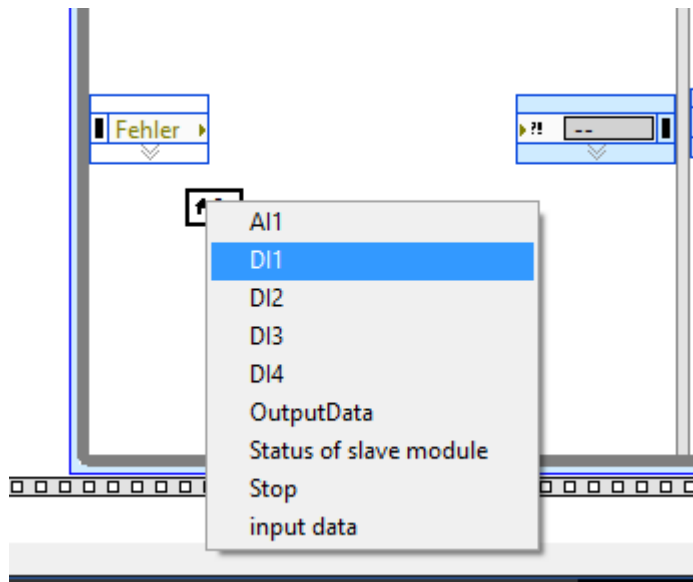 Fehler
?! --
AI1
DI1
DI2
DI3
DI4
OutputData
Status of slave module
Stop
input data